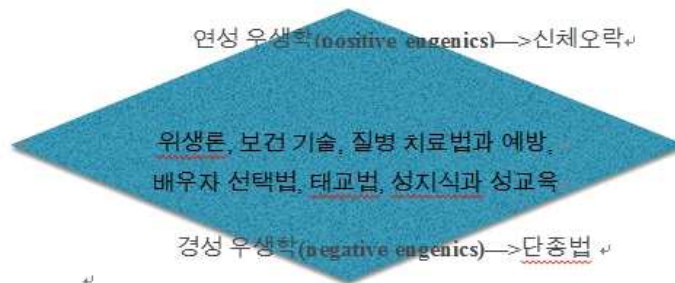 연성 우생학(positive eugenics)—>신체오락
위생론, 보건 기술, 질병 치료법과 예방,
배우자 선택법, 태교법, 성지식과 성교육
경성 우생학(negative engenics)—>단종법